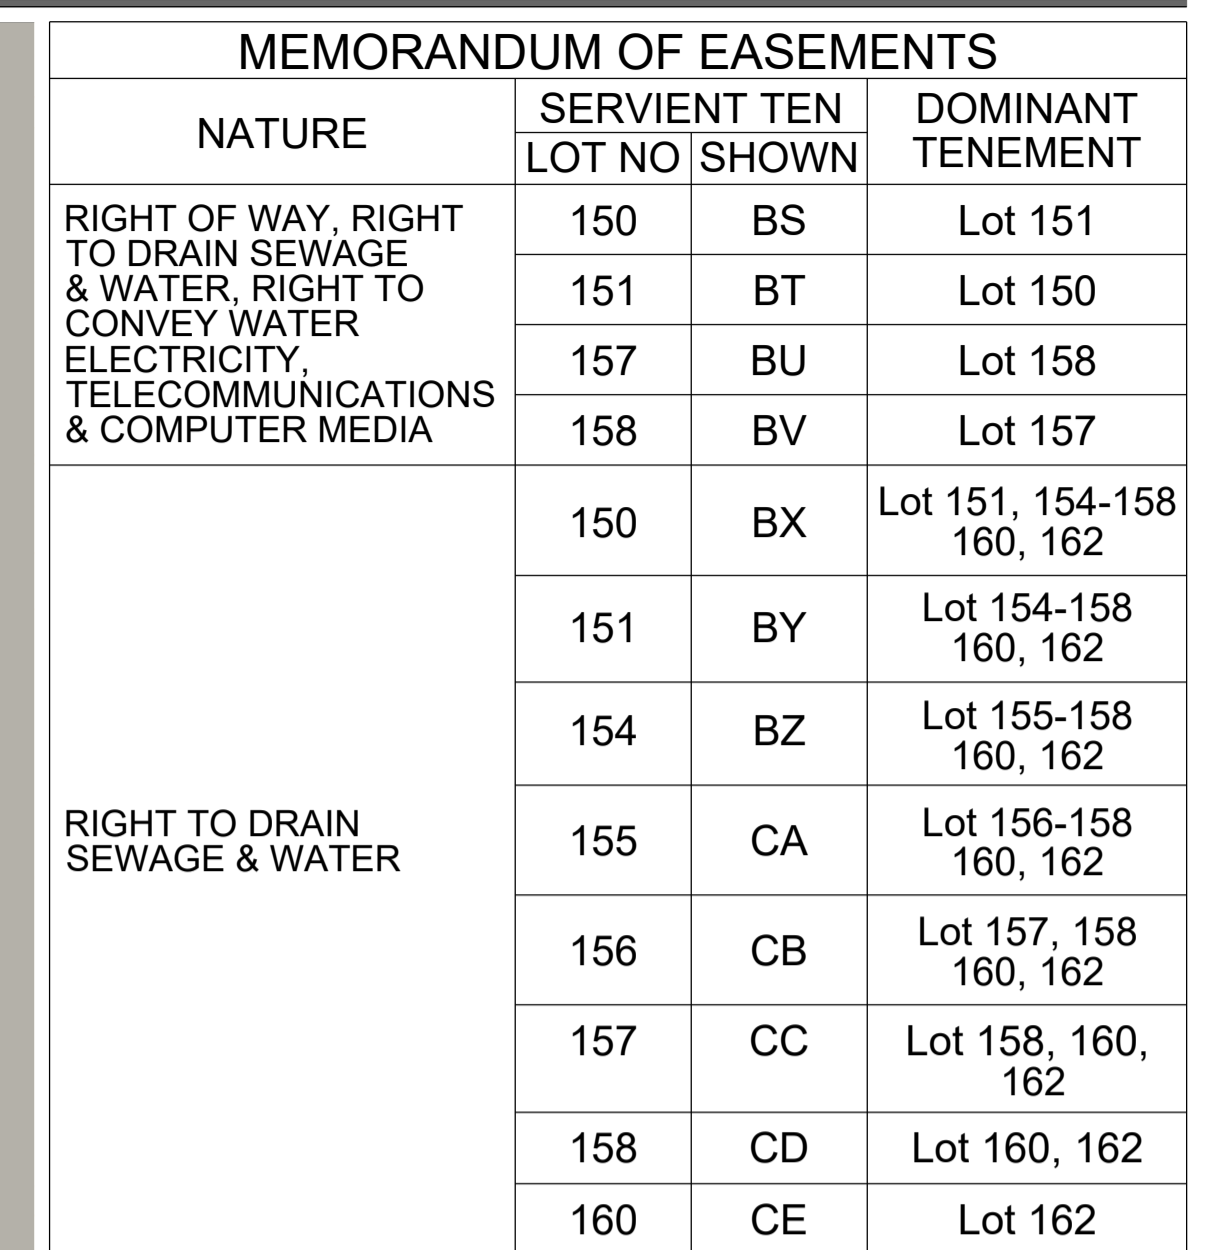 MEMORANDUM OF EASEMENTS
NATURE
SERVIENT TEN
DOMINANT
TENEMENT
LOT NO
SHOWN
RIGHT OF WAY, RIGHT
TO DRAIN SEWAGE
& WATER, RIGHT TO
CONVEY WATER
ELECTRICITY,
TELECOMMUNICATIONS
& COMPUTER MEDIA
150 BS Lot 151
151 BT Lot 150
157 BU Lot 158
158 BV Lot 157
RIGHT TO DRAIN
SEWAGE & WATER
150 BX Lot 151, 154-158
160, 162
151 BY Lot 154-158
160, 162
154 BZ Lot 155-158
160, 162
155 CA Lot 156-158
160, 162
156 CB Lot 157, 158
160, 162
157 CC Lot 158, 160,
162
158 CD Lot 160, 162
160 CE Lot 162